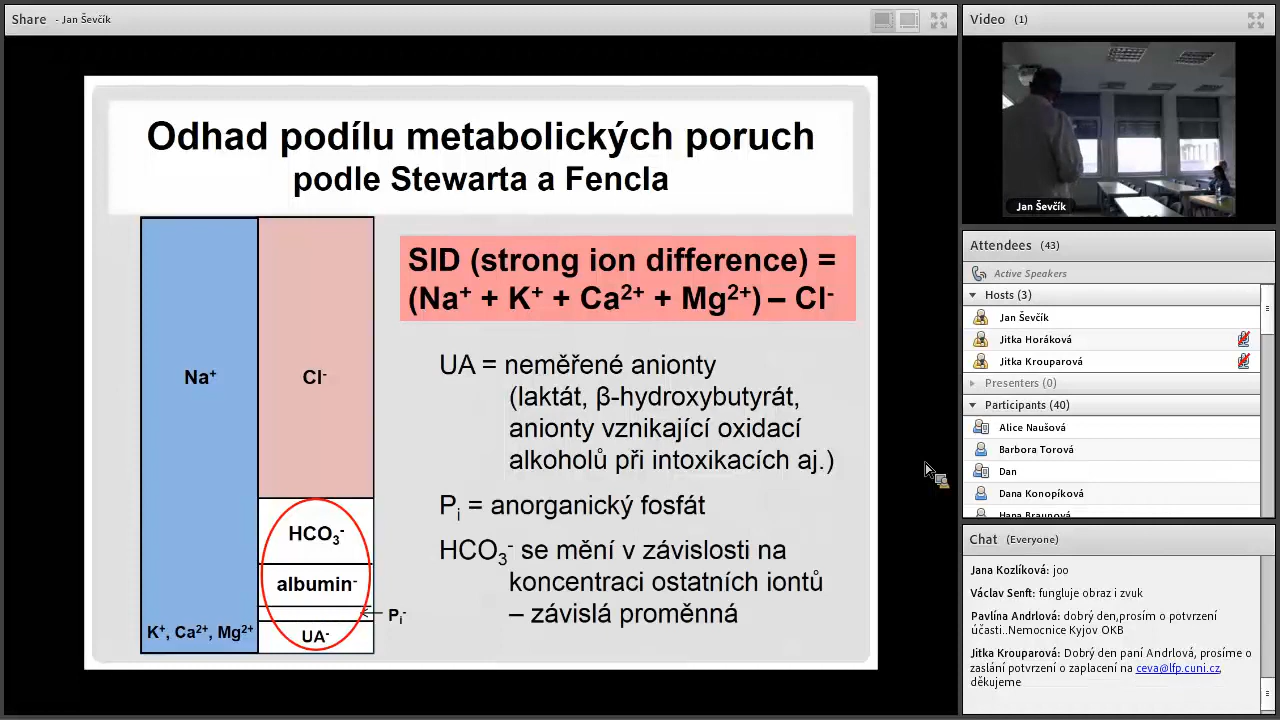 Share - Jan Ševčík
Odhad podílu metabolických poruch
podle Stewarta a Fencla
Na⁺
Cl⁻
HCO₃⁻
albumin⁻
Pᵢ⁻
K⁺, Ca²⁺, Mg²⁺
UA⁻
SID (strong ion difference) =
(Na⁺ + K⁺ + Ca²⁺ + Mg²⁺) – Cl⁻
UA = neměřené anionty
(laktát, β-hydroxybutyrát,
anionty vznikající oxidací
alkoholů při intoxikacích aj.)
Pᵢ = anorganický fosfát
HCO₃⁻ se mění v závislosti na
koncentraci ostatních iontů
– závislá proměnná
Video (1)
Jan Ševčík
Attendees (43)
Active Speakers
Hosts (3)
Jan Ševčík
Jitka Horáková
Jitka Krouparová
Presenters (0)
Participants (40)
Alice Naušová
Barbora Torová
Dan
Dana Konopíková
Hana Braunová
Chat (Everyone)
Jana Kozlíková: joo
Václav Senft: fungluje obraz i zvuk
Pavlína Andrlová: dobrý den,prosím o potvrzení
účasti..Nemocnice Kyjov OKB
Jitka Krouparová: Dobrý den paní Andrlová, prosíme o
zaslání potvrzení o zaplacení na ceva@lfp.cuni.cz,
děkujeme